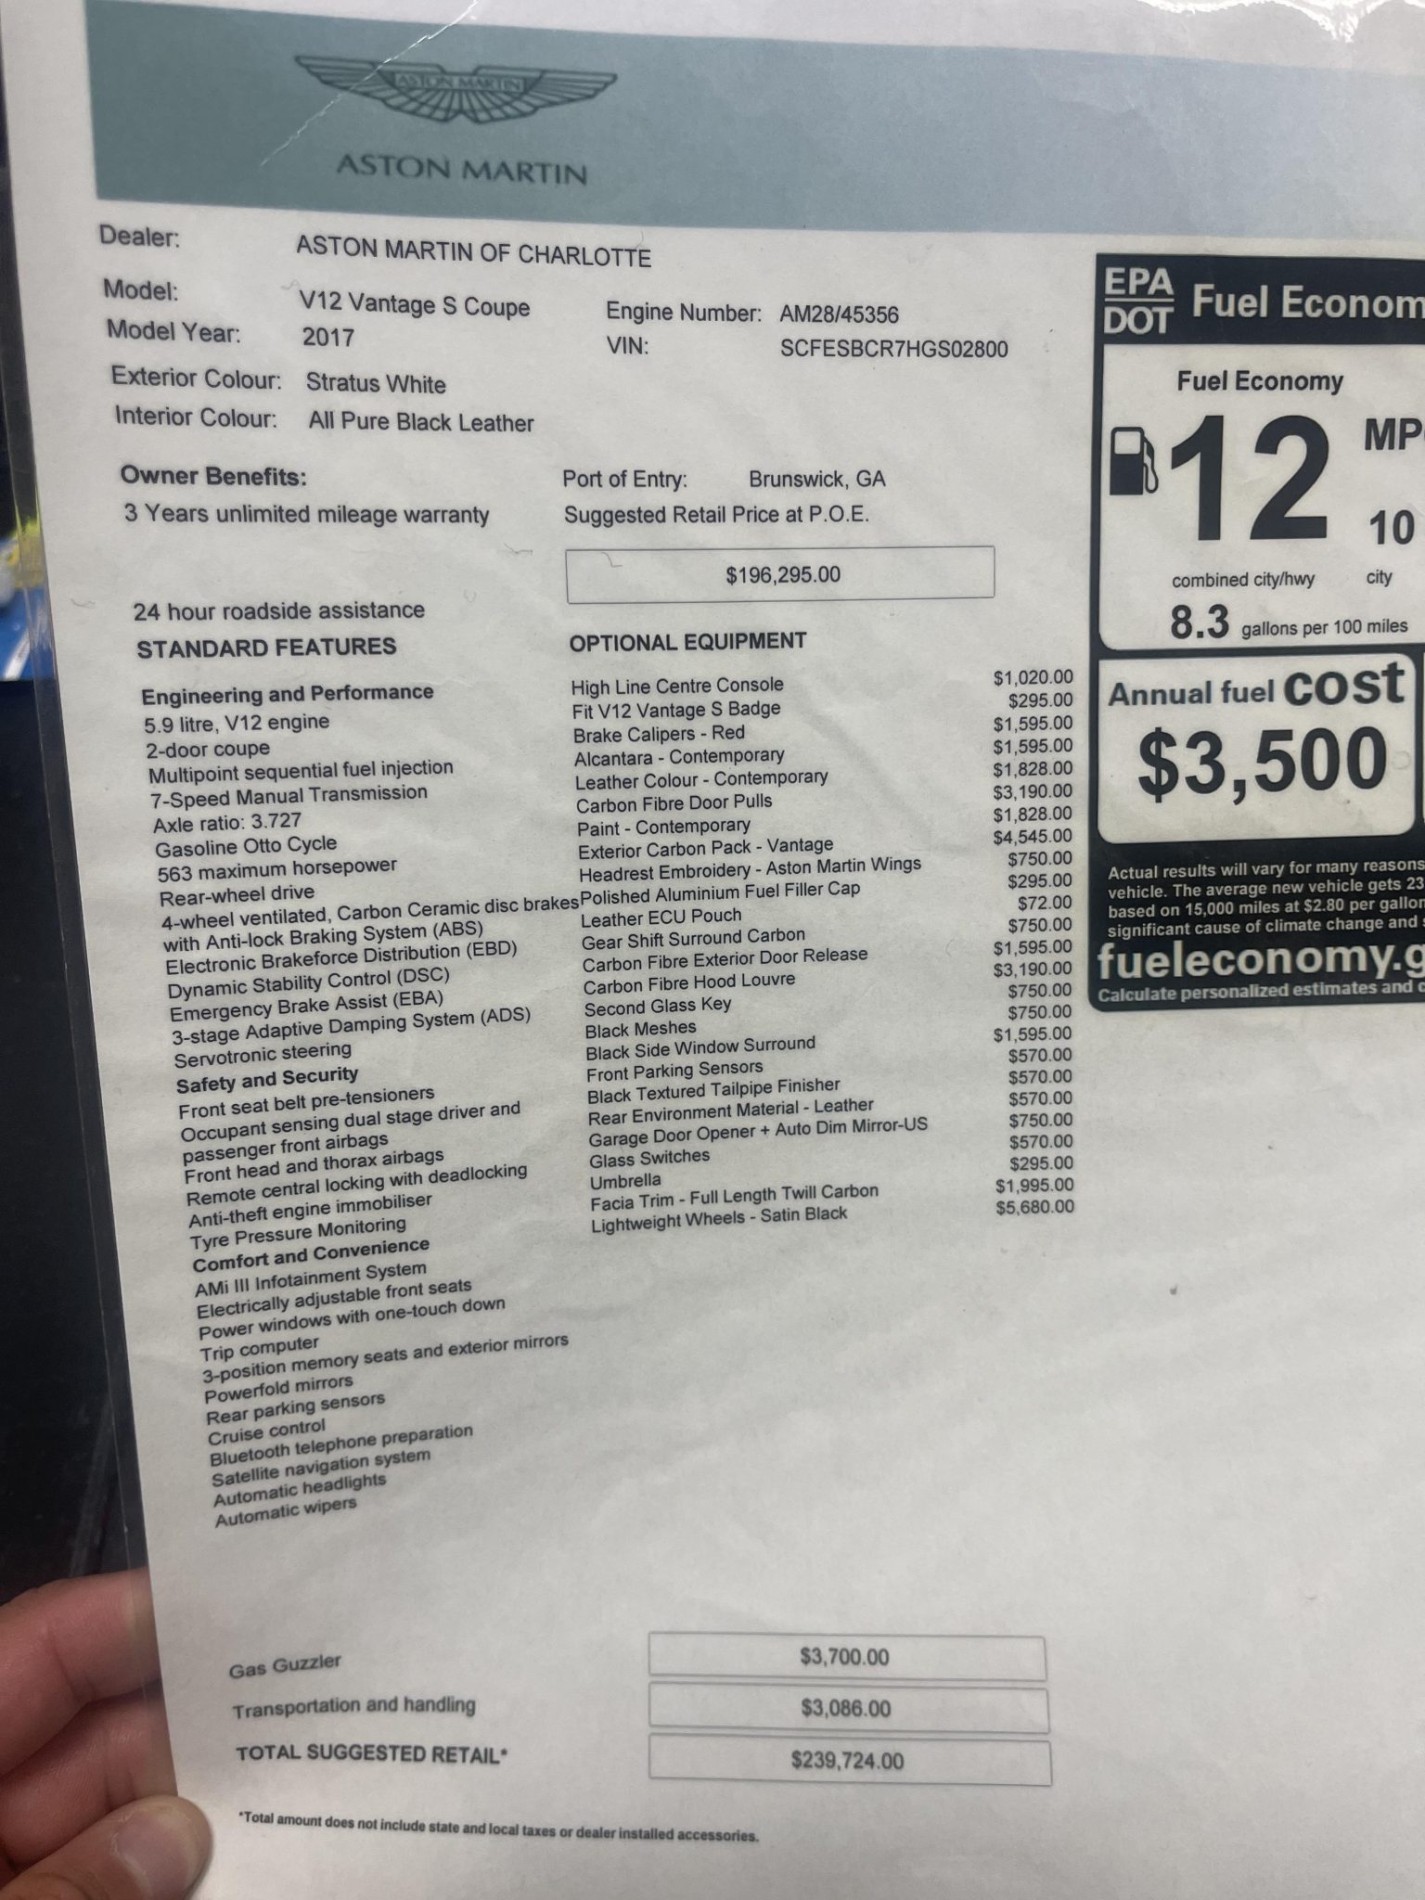 ASTON MARTIN
ASTON MARTIN
Dealer: ASTON MARTIN OF CHARLOTTE
Model: V12 Vantage S Coupe
Engine Number: AM28/45356
Model Year: 2017
VIN: SCFESBCR7HGS02800
Exterior Colour: Stratus White
Interior Colour: All Pure Black Leather
Owner Benefits:
3 Years unlimited mileage warranty
24 hour roadside assistance
Port of Entry: Brunswick, GA
Suggested Retail Price at P.O.E.
$196,295.00
STANDARD FEATURES
Engineering and Performance
5.9 litre, V12 engine
2-door coupe
Multipoint sequential fuel injection
7-Speed Manual Transmission
Axle ratio: 3.727
Gasoline Otto Cycle
563 maximum horsepower
Rear-wheel drive
4-wheel ventilated, Carbon Ceramic disc brakes
with Anti-lock Braking System (ABS)
Electronic Brakeforce Distribution (EBD)
Dynamic Stability Control (DSC)
Emergency Brake Assist (EBA)
3-stage Adaptive Damping System (ADS)
Servotronic steering
Safety and Security
Front seat belt pre-tensioners
Occupant sensing dual stage driver and
passenger front airbags
Front head and thorax airbags
Remote central locking with deadlocking
Anti-theft engine immobiliser
Tyre Pressure Monitoring
Comfort and Convenience
AMi III Infotainment System
Electrically adjustable front seats
Power windows with one-touch down
Trip computer
3-position memory seats and exterior mirrors
Powerfold mirrors
Rear parking sensors
Cruise control
Bluetooth telephone preparation
Satellite navigation system
Automatic headlights
Automatic wipers
OPTIONAL EQUIPMENT
High Line Centre Console $1,020.00
Fit V12 Vantage S Badge $295.00
Brake Calipers - Red $1,595.00
Alcantara - Contemporary $1,595.00
Leather Colour - Contemporary $1,828.00
Carbon Fibre Door Pulls $3,190.00
Paint - Contemporary $1,828.00
Exterior Carbon Pack - Vantage $4,545.00
Headrest Embroidery - Aston Martin Wings $750.00
Polished Aluminium Fuel Filler Cap $295.00
Leather ECU Pouch $72.00
Gear Shift Surround Carbon $750.00
Carbon Fibre Exterior Door Release $1,595.00
Carbon Fibre Hood Louvre $3,190.00
Second Glass Key $750.00
Black Meshes $750.00
Black Side Window Surround $1,595.00
Front Parking Sensors $570.00
Black Textured Tailpipe Finisher $570.00
Rear Environment Material - Leather $570.00
Garage Door Opener + Auto Dim Mirror-US $750.00
Glass Switches $570.00
Umbrella $295.00
Facia Trim - Full Length Twill Carbon $1,995.00
Lightweight Wheels - Satin Black $5,680.00
Gas Guzzler $3,700.00
Transportation and handling $3,086.00
TOTAL SUGGESTED RETAIL* $239,724.00
*Total amount does not include state and local taxes or dealer installed accessories.
EPA
DOT
Fuel Econom
Fuel Economy
12 MP
10
combined city/hwy city
8.3 gallons per 100 miles
Annual fuel cost
$3,500
Actual results will vary for many reasons
vehicle. The average new vehicle gets 23
based on 15,000 miles at $2.80 per gallon
significant cause of climate change and
fueleconomy.g
Calculate personalized estimates and